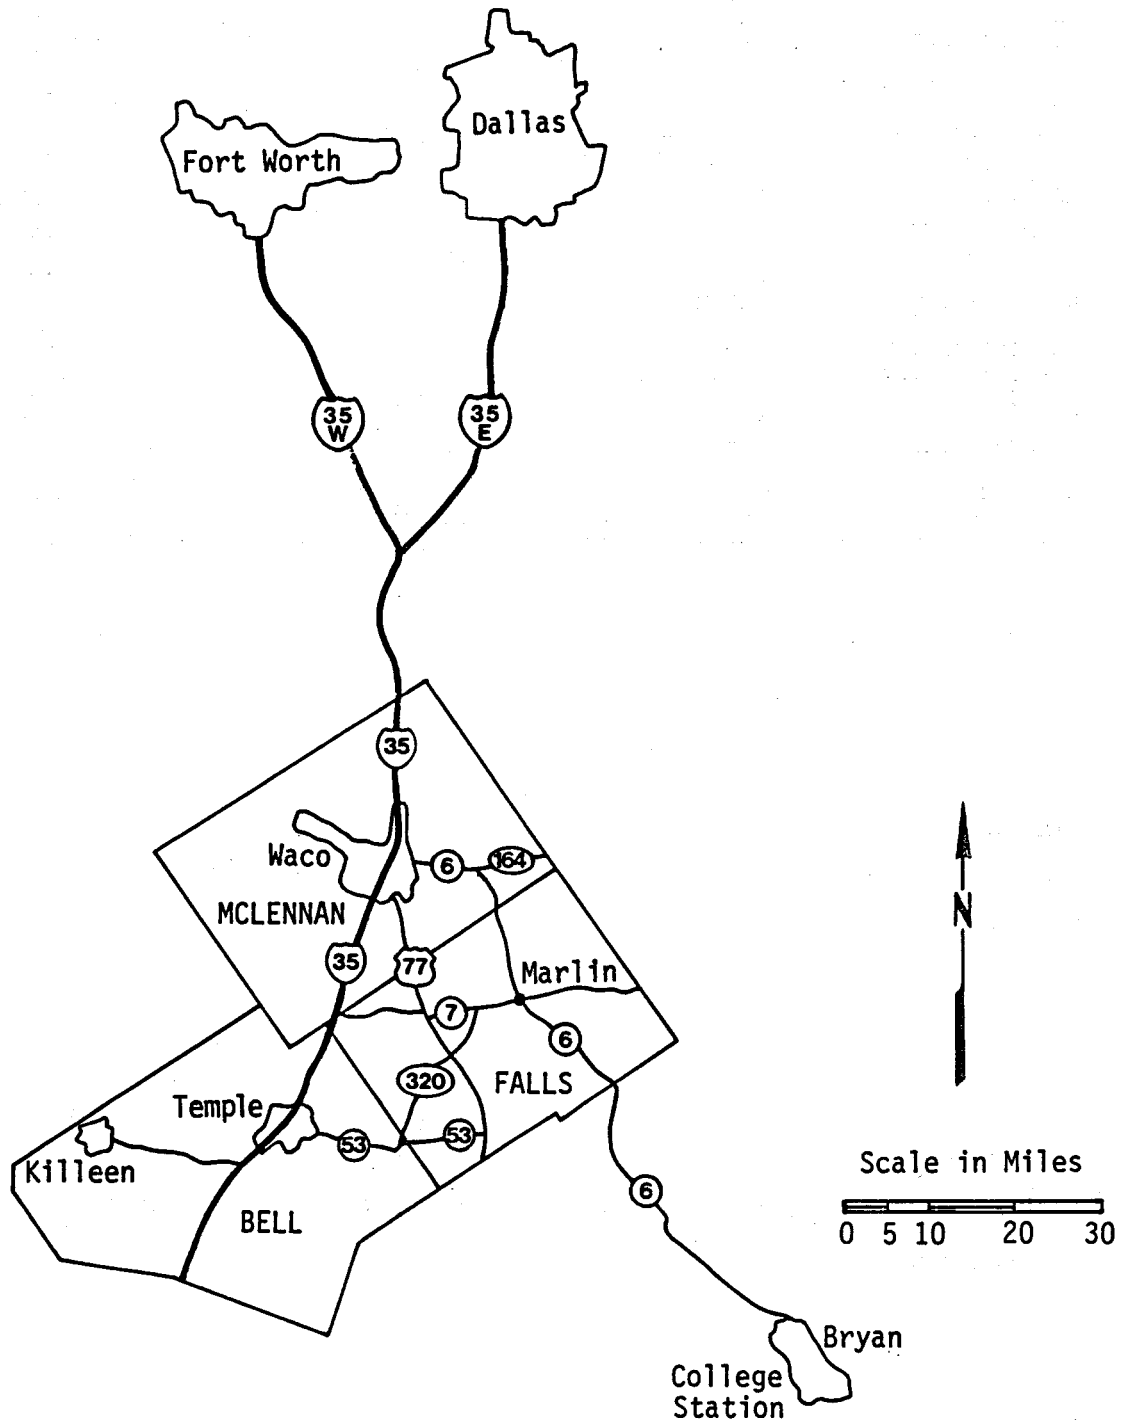 Dallas
Fort Worth
35
W
35
E
35
Waco
6
164
MCLENNAN
35
77
Marlin
7
6
320
FALLS
Temple
53
53
Killeen
BELL
6
N
Scale in Miles
0 5 10 20 30
Bryan
College
Station